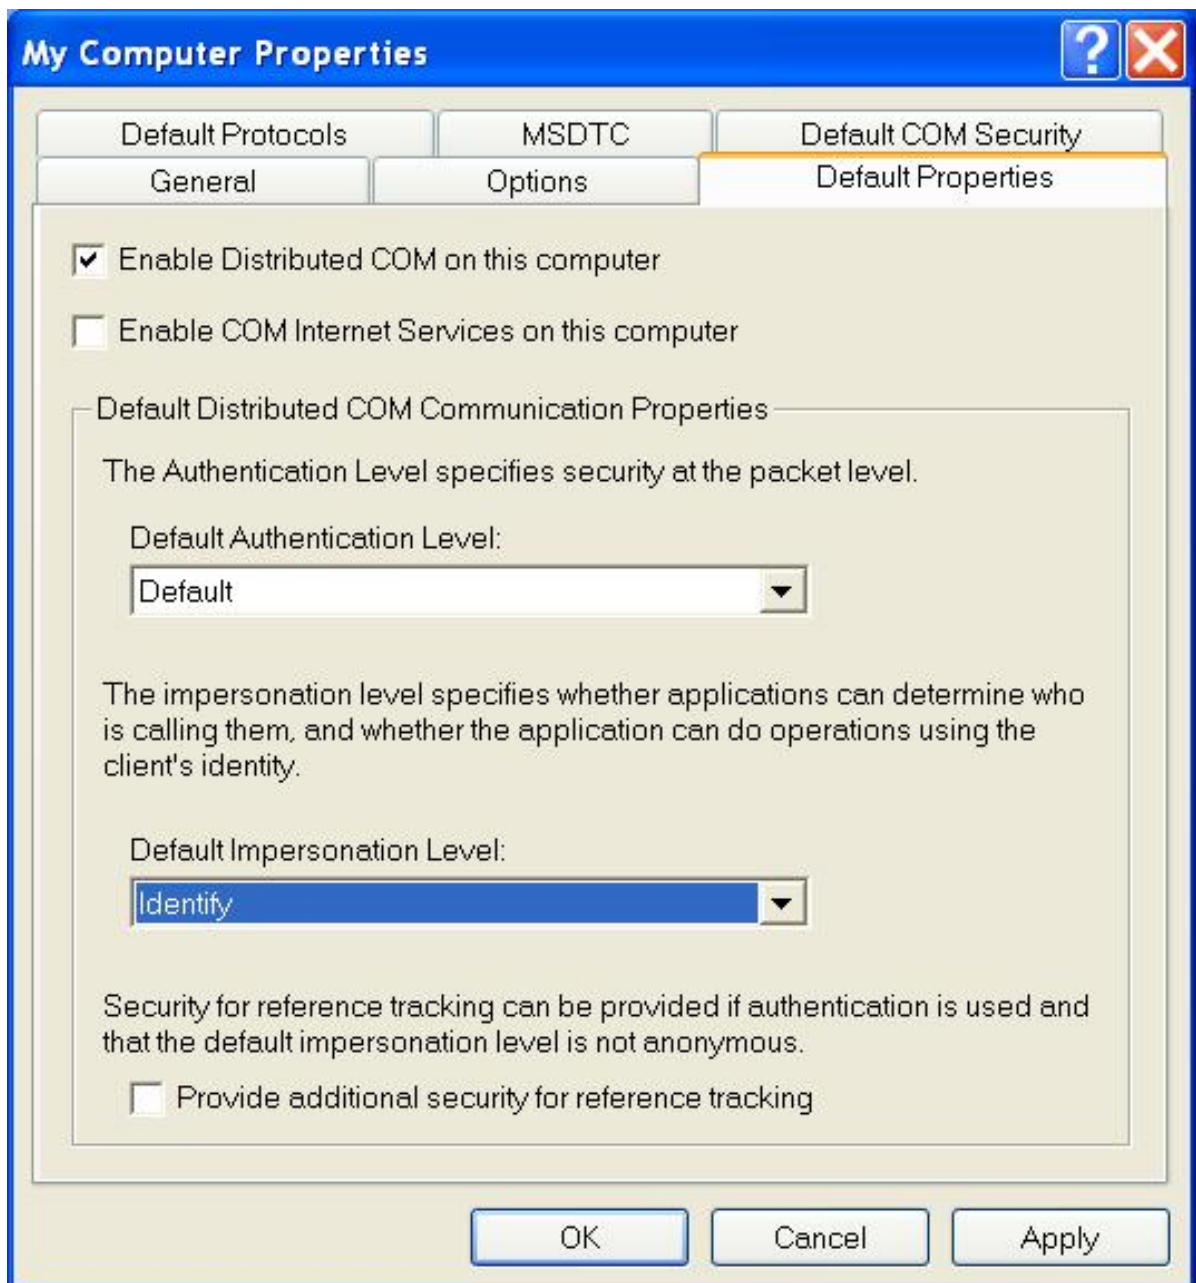 My Computer Properties
?
Default Protocols
MSDTC
Default COM Security
General
Options
Default Properties
Enable Distributed COM on this computer
Enable COM Internet Services on this computer
Default Distributed COM Communication Properties
The Authentication Level specifies security at the packet level.
Default Authentication Level:
Default
The impersonation level specifies whether applications can determine who
is calling them, and whether the application can do operations using the
client's identity.
Default Impersonation Level:
Identify
Security for reference tracking can be provided if authentication is used and
that the default impersonation level is not anonymous.
Provide additional security for reference tracking
OK
Cancel
Apply